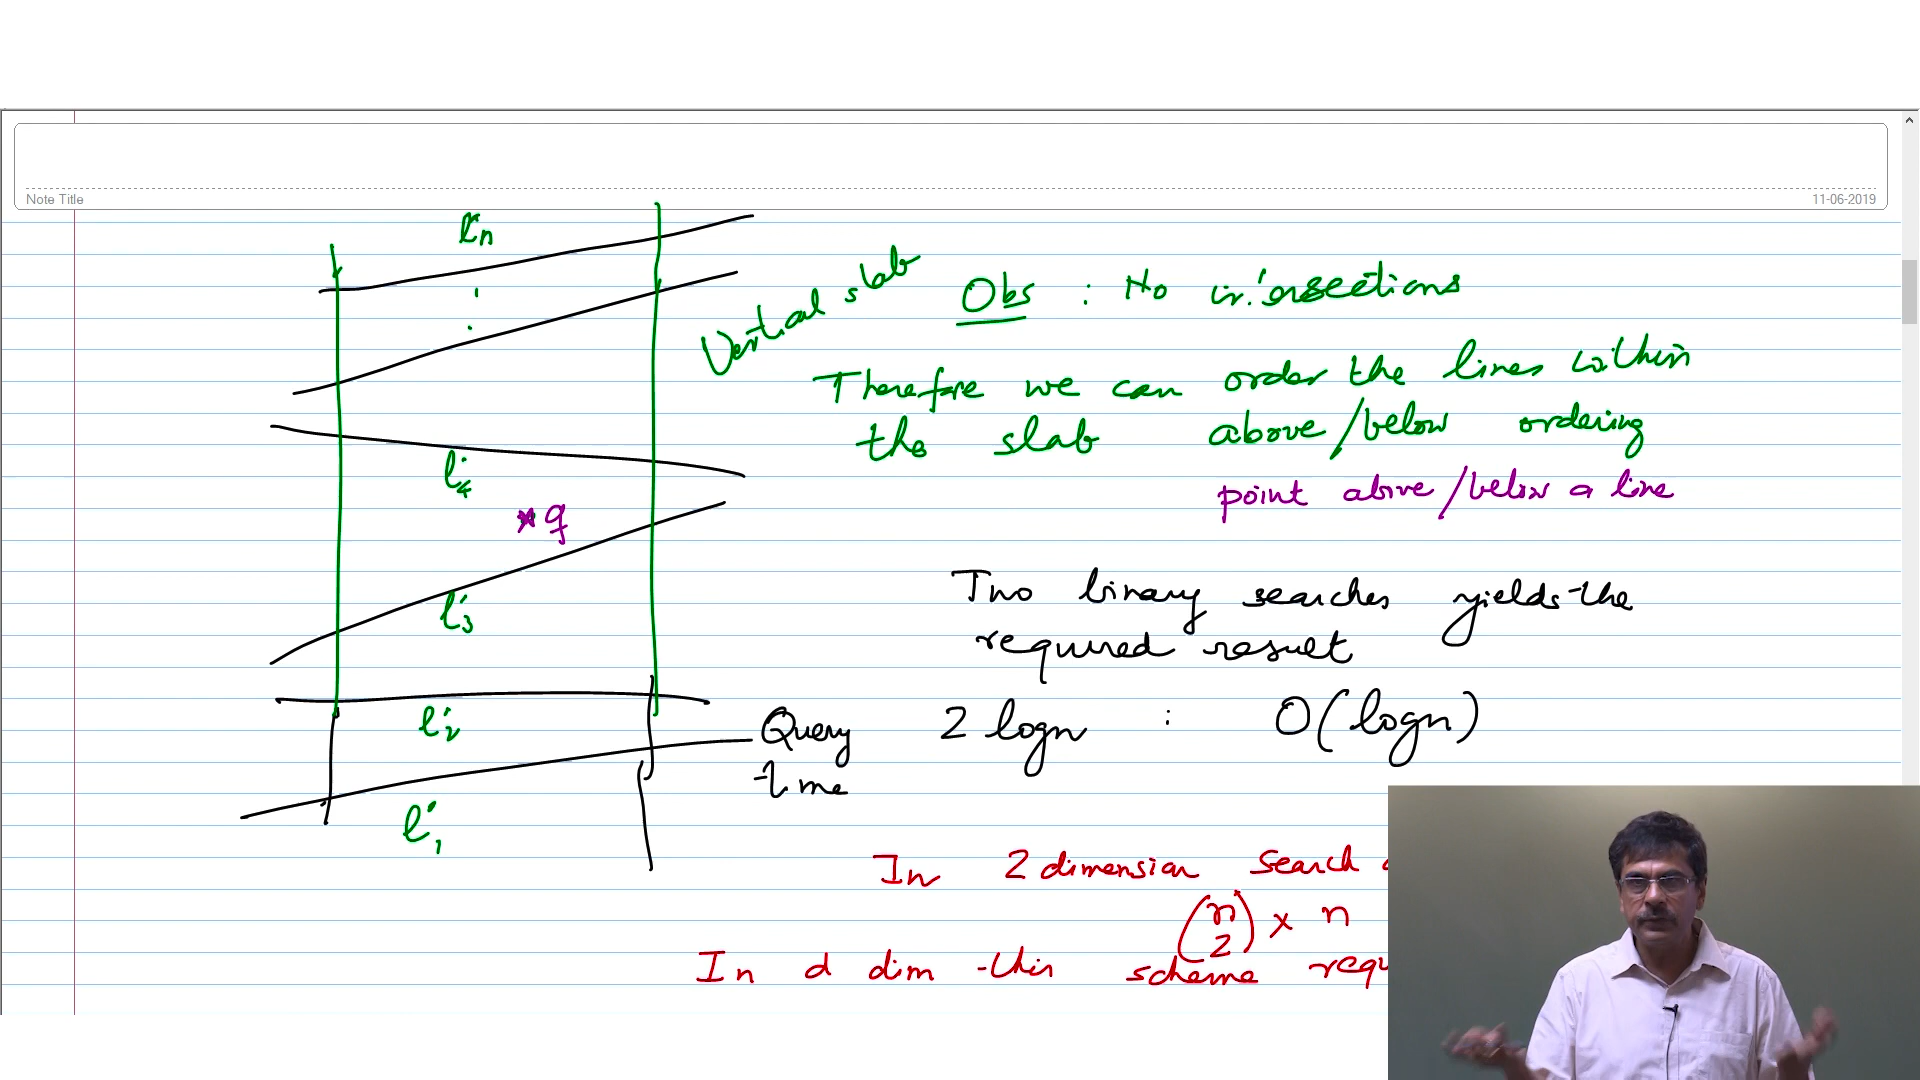 Note Title
11-06-2019
lₙ
Vertical slab
Obs : No intersections
Therefore we can order the lines within
the slab above/below ordering
l₄
point above/below a line
* q
l₃
Two binary searches yields the
required result
l₂
Query time
2 logn : O(logn)
l₁
In 2 dimension Search
(n 2) × n
In d dim this scheme